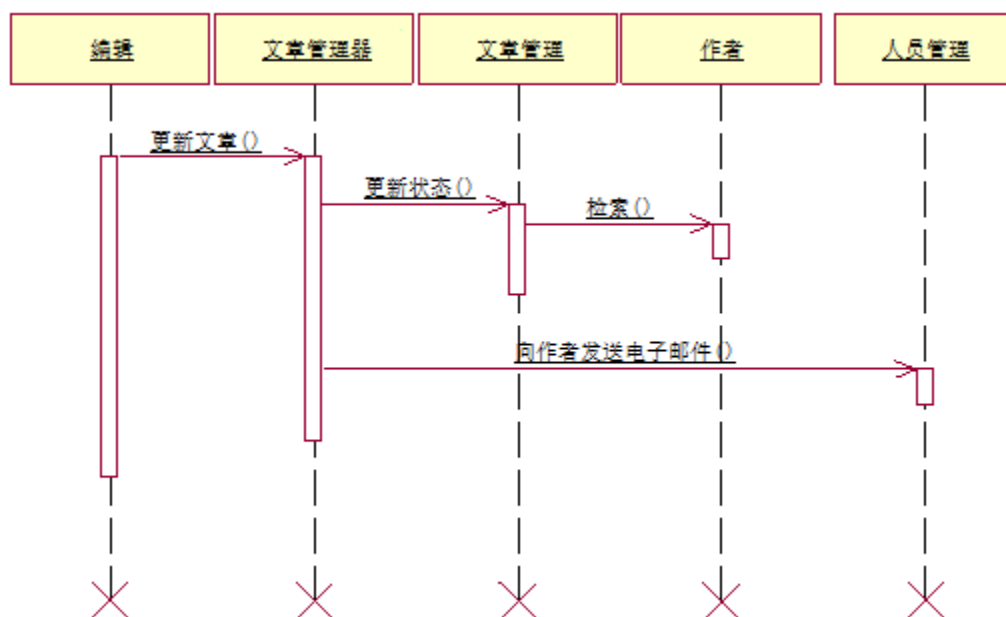 编辑
文章管理器
文章管理
作者
人员管理
更新文章()
更新状态()
检索()
向作者发送电子邮件()